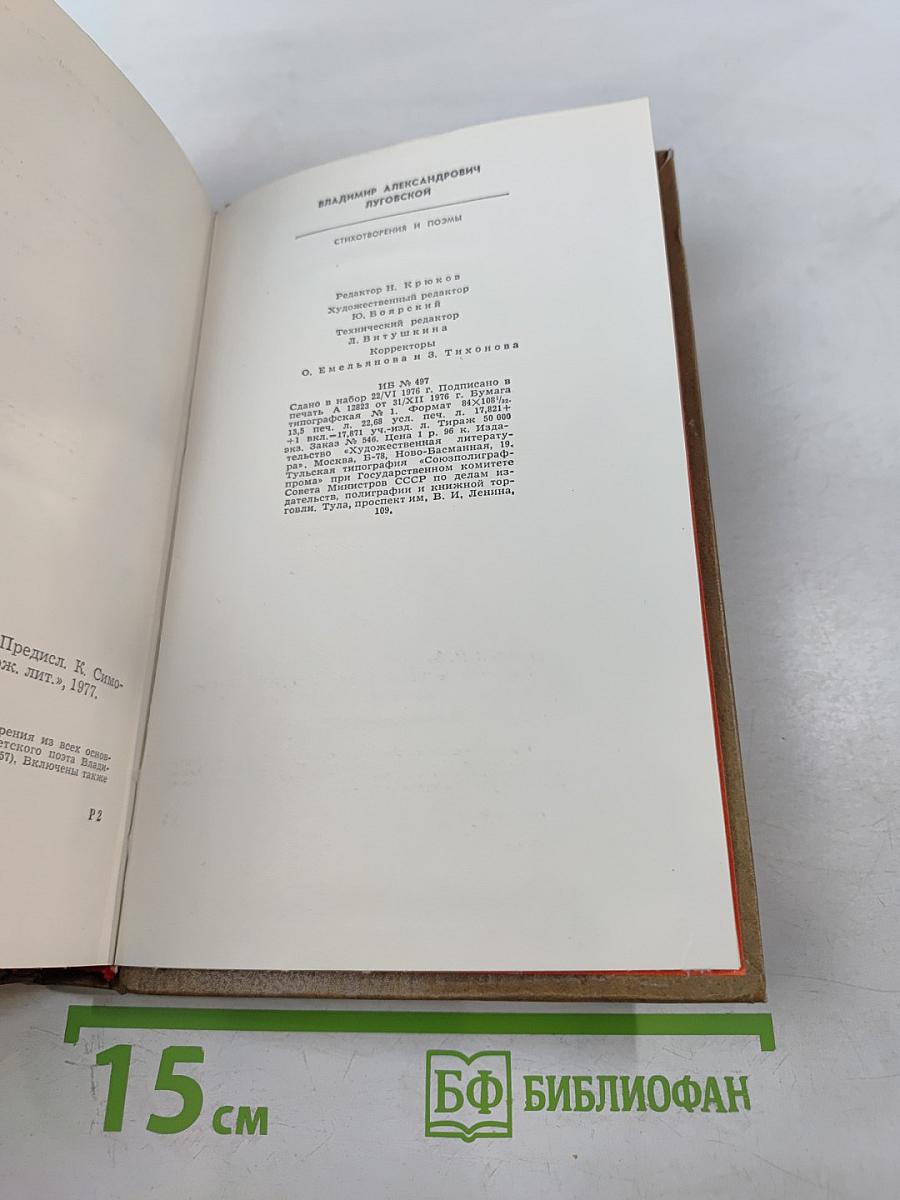 Предисл. К. Симо-
ож. лит.», 1977.
рения из всех основ-
етского поэта Влади-
57), Включены также
Р2
ВЛАДИМИР АЛЕКСАНДРОВИЧ
ЛУГОВСКОЙ
СТИХОТВОРЕНИЯ И ПОЭМЫ
Редактор Н. Крюков
Художественный редактор
Ю. Боярский
Технический редактор
Л. Витушкина
Корректоры
О. Емельянова и З. Тихонова
ИБ № 497
Сдано в набор 22/VI 1976 г. Подписано в
печать А 12823 от 31/XII 1976 г. Бумага
типографская № 1. Формат 84×108¹/₃₂.
13,5 печ. л. 22,68 усл. печ. л. 17,821+
+1 вкл.=17,871 уч.-изд. л. Тираж 50 000
экз. Заказ № 546. Цена 1 р. 96 к. Изда-
тельство «Художественная литерату-
ра». Москва, Б-78, Ново-Басманная, 19.
Тульская типография «Союзполиграф-
прома» при Государственном комитете
Совета Министров СССР по делам из-
дательств, полиграфии и книжной тор-
говли. Тула, проспект им, В. И. Ленина,
109.
15 см
БФ БИБЛИОФАН